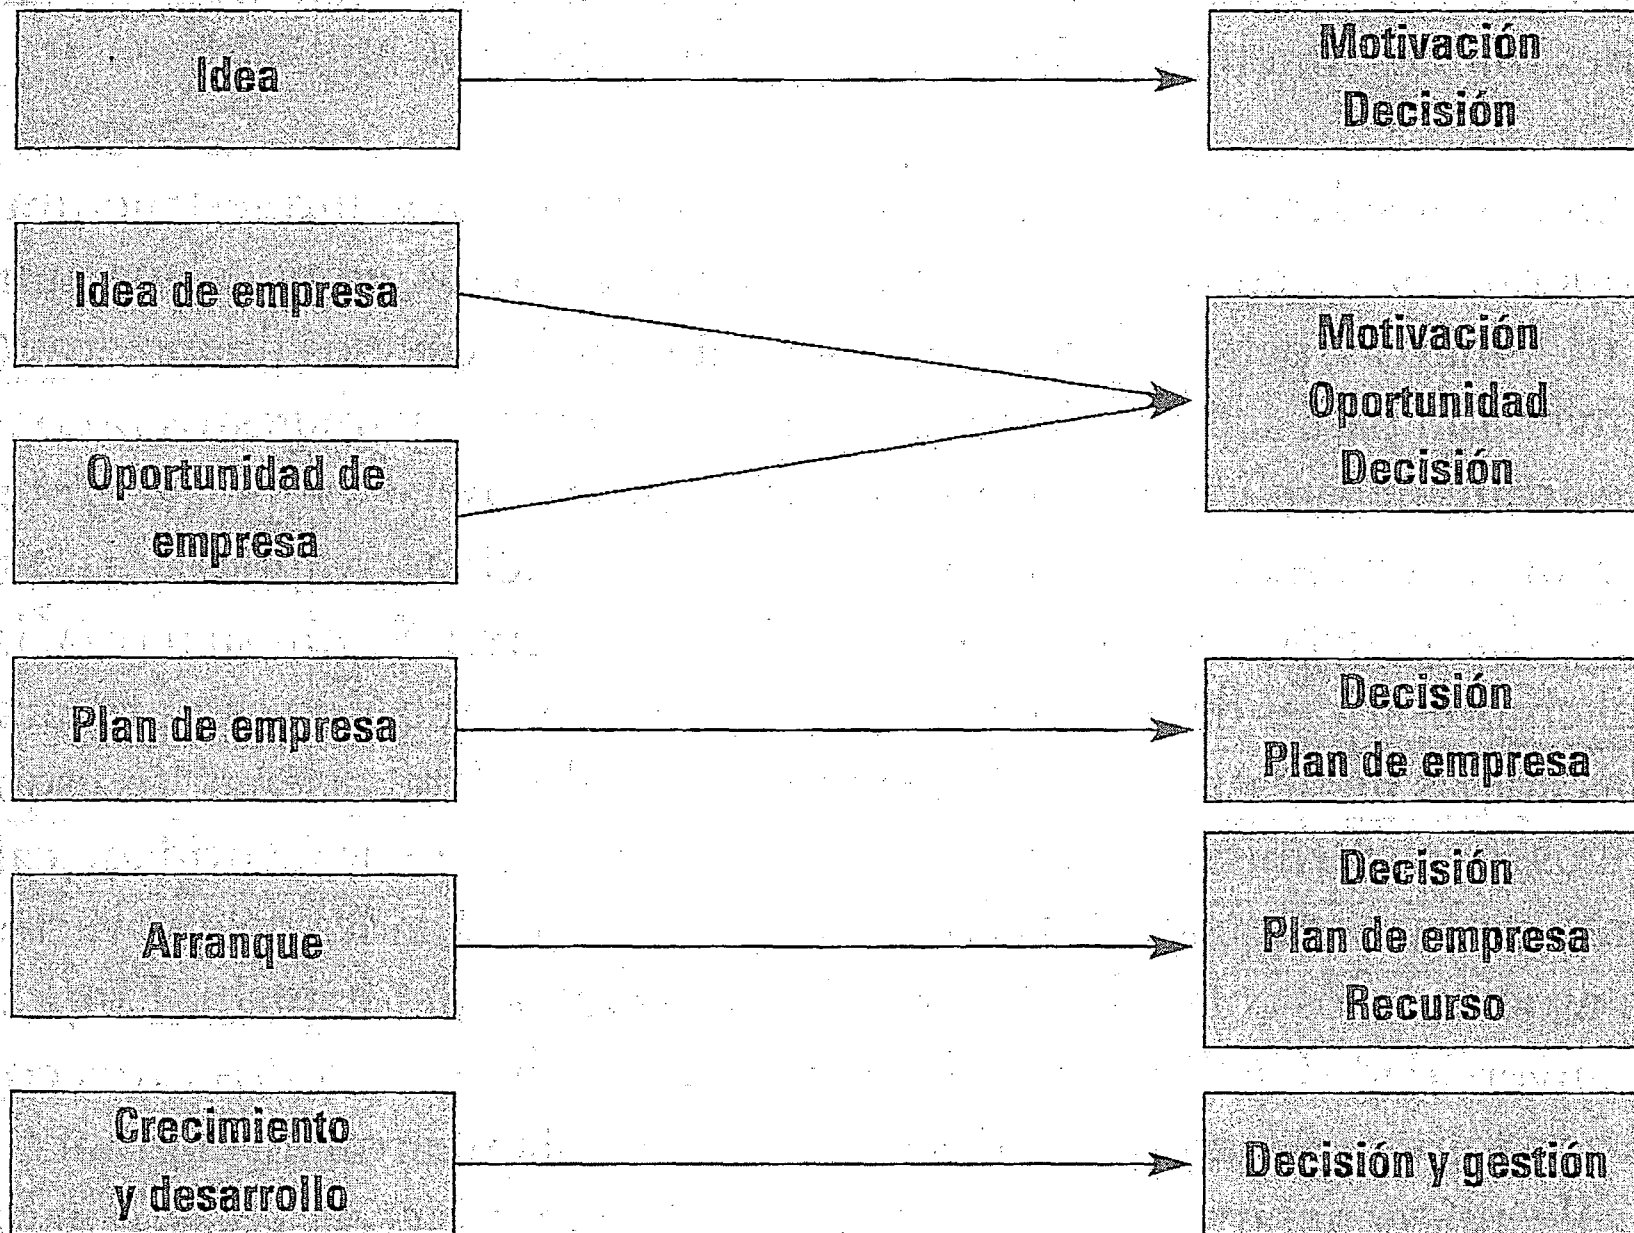 Idea
Motivación
Decisión
Idea de empresa
Oportunidad de
empresa
Motivación
Oportunidad
Decisión
Plan de empresa
Decisión
Plan de empresa
Arranque
Decisión
Plan de empresa
Recurso
Crecimiento
y desarrollo
Decisión y gestión